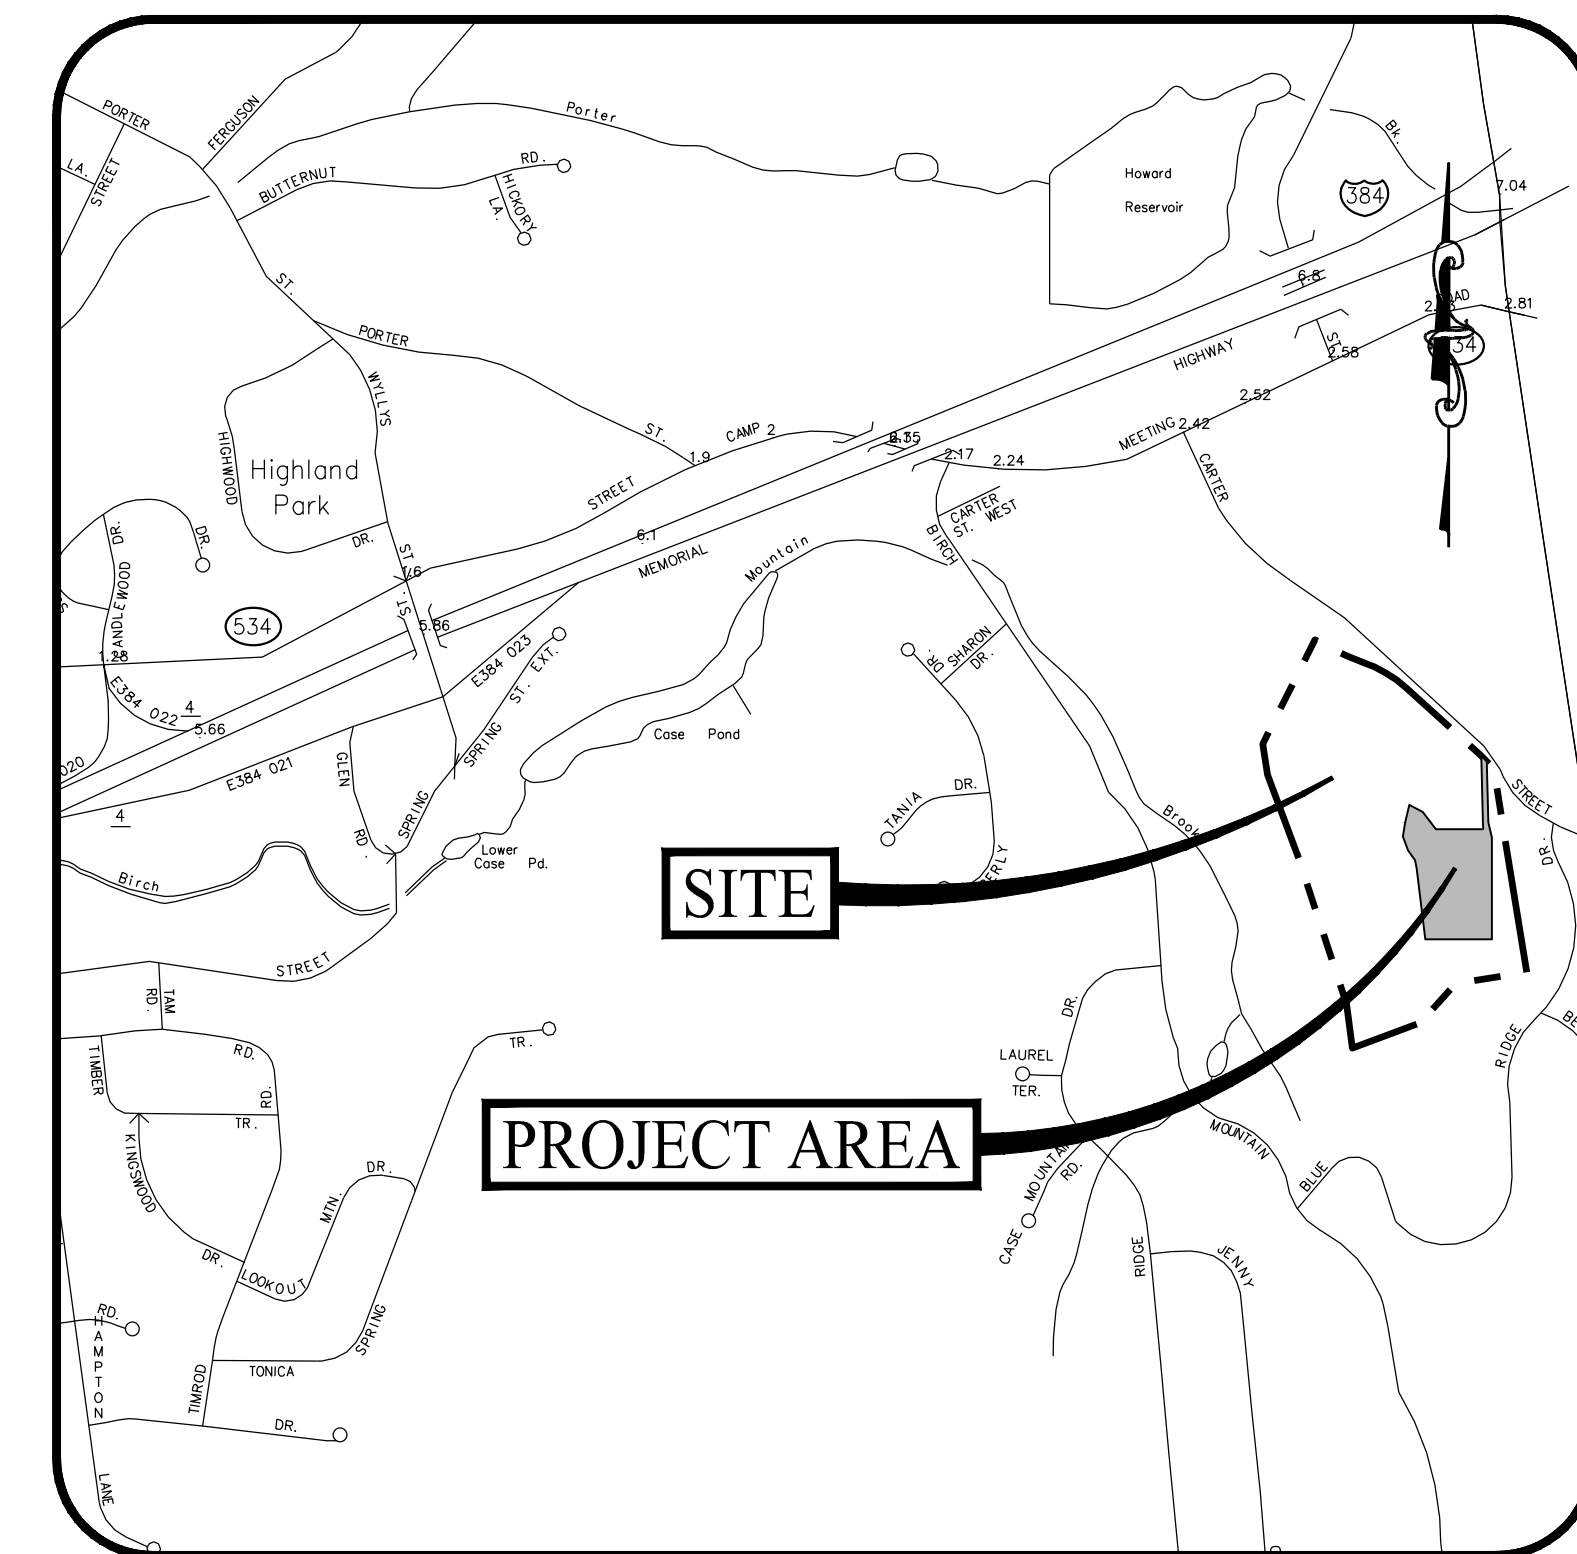 PORTER
FERGUSON
LA.
STREET
BUTTERNUT
RD.
HICKORY
LA.
Porter
Howard
Reservoir
Bk.
384
7.04
6.8
2.81
HIGHWAY
ST.
2.58
2.52
MEETING
2.42
CARTER
ST.
PORTER
WYLLYS
HIGHWOOD
Highland
Park
DR.
ST.
CAMP 2
1.9
STREET
6.1
MEMORIAL
2.17
2.24
CARTER
ST. WEST
BIRCH
Mountain
DR.
DR.
ST.
ST.
534
5.86
1.28
E384 022
4
5.66
020
E384 021
4
E384 023
SPRING ST. EXT.
GLEN
RD.
SPRING
Case Pond
Lower
Case Pd.
SHARON
DR.
DR.
TANIA
DR.
Brook
STREET
DR.
Birch
SITE
STREET
TAM
RD.
TIMBER
RD.
RD.
TR.
KINGSWOOD
DR.
LOOKOUT
MTN.
DR.
TR.
SPRING
TONICA
TIMROD
DR.
RD.
HAMPTON
LANE
PROJECT AREA
LAUREL
TER.
DR.
CASE
RD.
MOUNTAIN
BLUE
RIDGE
RIDGE
JENNY